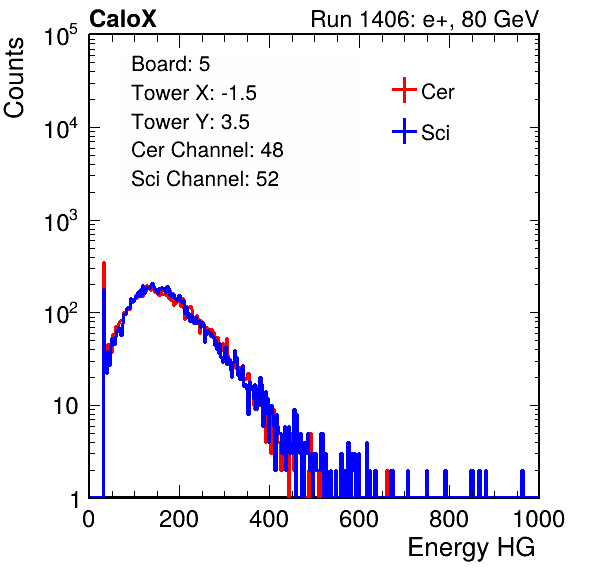 CaloX Run 1406: e+, 80 GeV
Counts
Board: 5
Tower X: -1.5
Tower Y: 3.5
Cer Channel: 48
Sci Channel: 52
Cer
Sci
10^5
10^4
10^3
10^2
10
1
0 200 400 600 800 1000
Energy HG